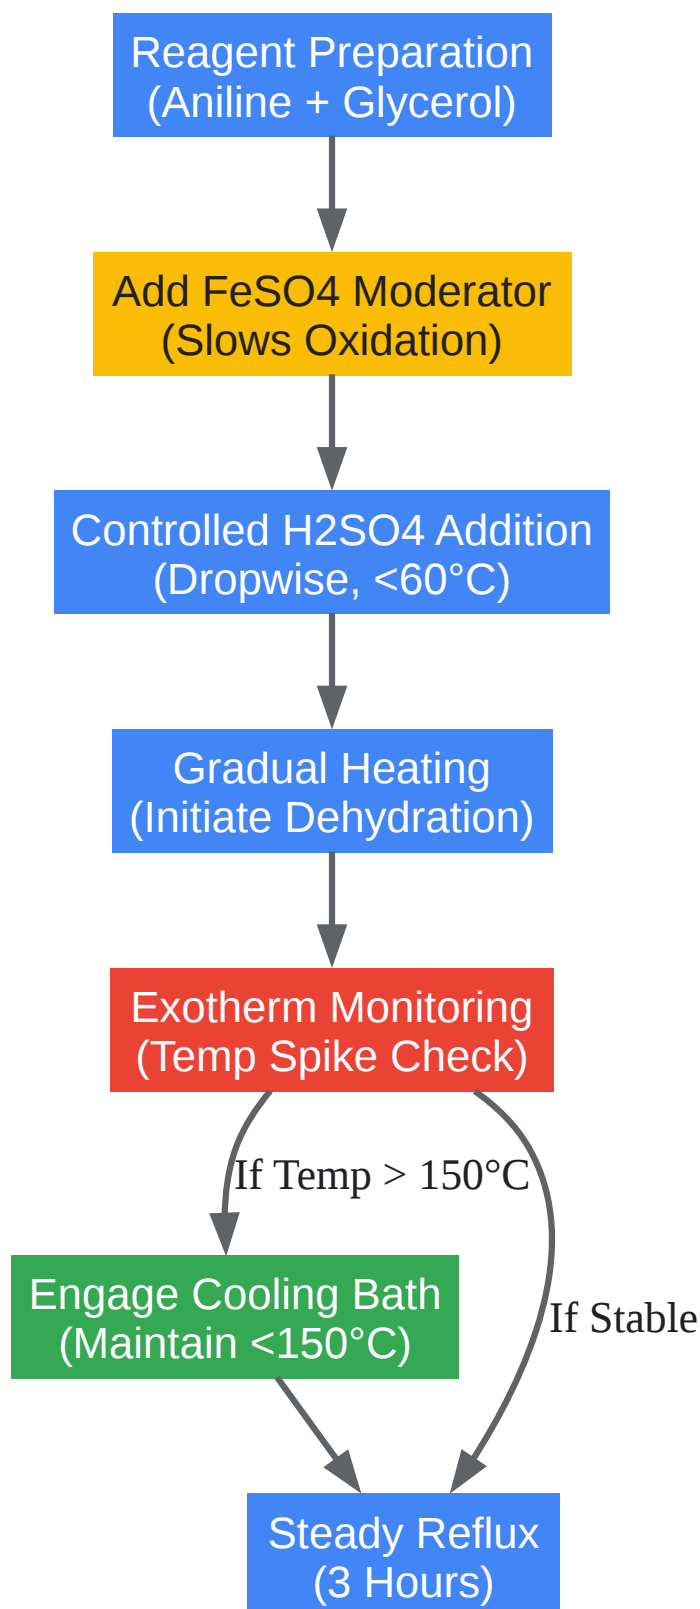 Reagent Preparation
(Aniline + Glycerol)
Add FeSO4 Moderator
(Slows Oxidation)
Controlled H2SO4 Addition
(Dropwise, <60°C)
Gradual Heating
(Initiate Dehydration)
Exotherm Monitoring
(Temp Spike Check)
If Temp > 150°C
Engage Cooling Bath
(Maintain <150°C)
If Stable
Steady Reflux
(3 Hours)